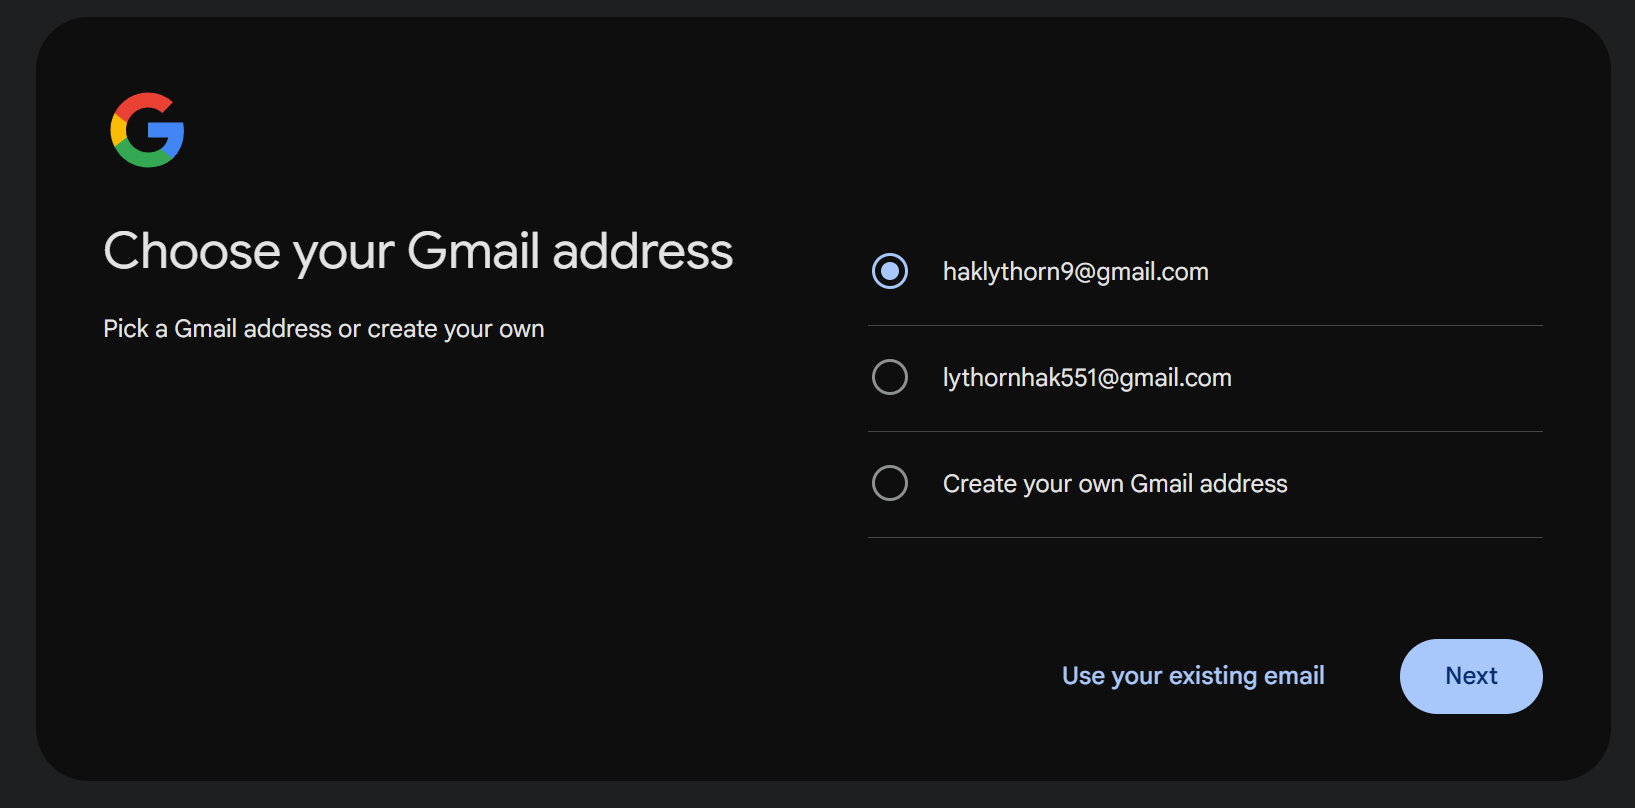 Choose your Gmail address
Pick a Gmail address or create your own
haklythorn9@gmail.com
lythornhak551@gmail.com
Create your own Gmail address
Use your existing email
Next